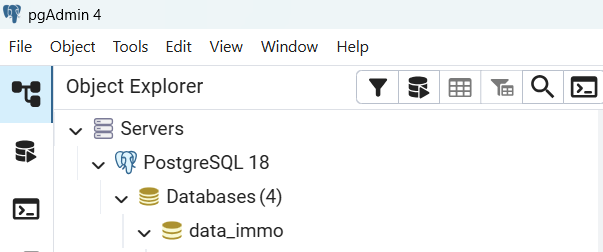 pgAdmin 4
File Object Tools Edit View Window Help
Object Explorer
Servers
PostgreSQL 18
Databases (4)
data_immo